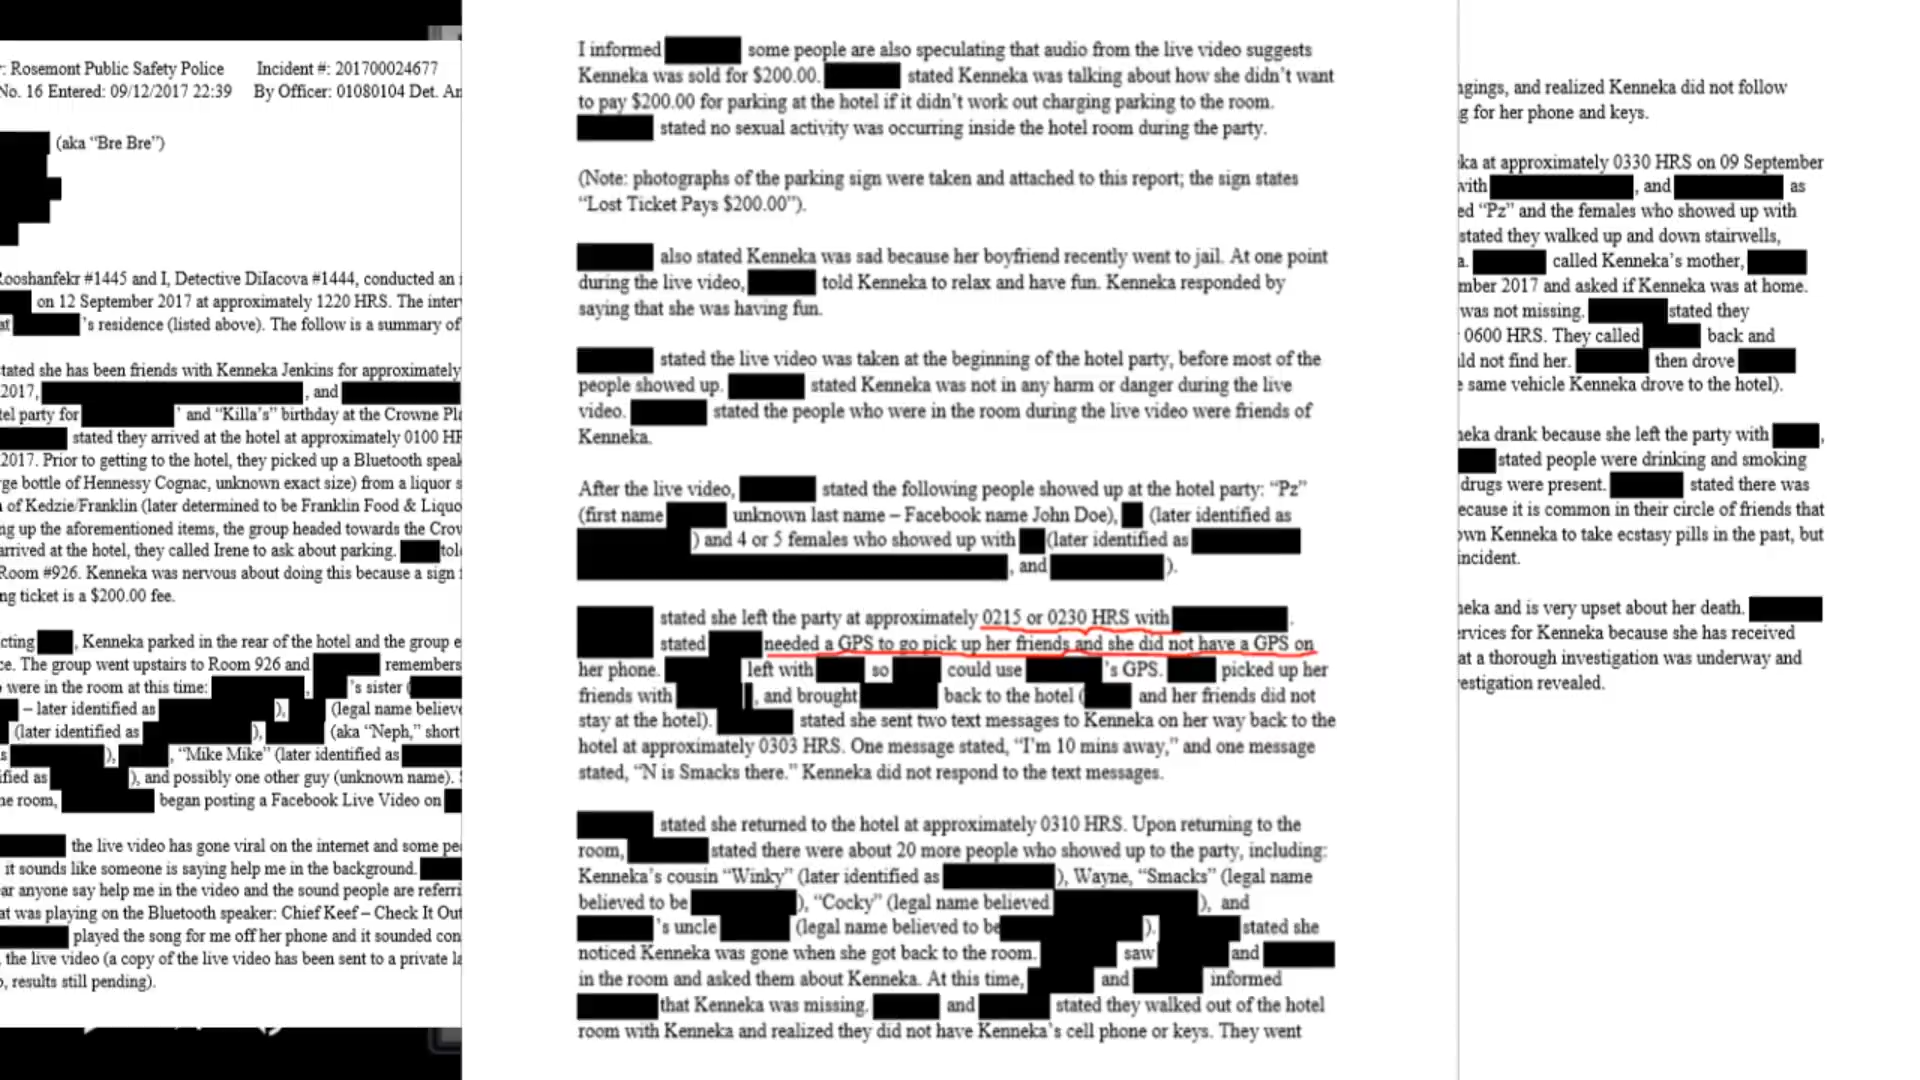 : Rosemont Public Safety Police Incident #: 201700024677
No. 16 Entered: 09/12/2017 22:39 By Officer: 01080104 Det. An
(aka “Bre Bre”)
Rooshanfekr #1445 and I, Detective DiIacova #1444, conducted an i
on 12 September 2017 at approximately 1220 HRS. The inter
at 's residence (listed above). The follow is a summary of
tated she has been friends with Kenneka Jenkins for approximately
2017, , and
tel party for ' and “Killa’s” birthday at the Crowne Pl
stated they arrived at the hotel at approximately 0100 HR
2017. Prior to getting to the hotel, they picked up a Bluetooth speak
ge bottle of Hennessy Cognac, unknown exact size) from a liquor s
n of Kedzie/Franklin (later determined to be Franklin Food & Liquo
ng up the aforementioned items, the group headed towards the Crow
arrived at the hotel, they called Irene to ask about parking. tol
Room #926. Kenneka was nervous about doing this because a sign
ng ticket is a $200.00 fee.
cting , Kenneka parked in the rear of the hotel and the group e
ce. The group went upstairs to Room 926 and remembers
were in the room at this time: , 's sister (
– later identified as ), (legal name believe
(later identified as ), (aka “Neph,” short
s ), , “Mike Mike” (later identified as
ified as ), and possibly one other guy (unknown name).
he room, began posting a Facebook Live Video on
the live video has gone viral on the internet and some pe
it sounds like someone is saying help me in the background.
ar anyone say help me in the video and the sound people are referri
at was playing on the Bluetooth speaker: Chief Keef – Check It Out
played the song for me off her phone and it sounded con
the live video (a copy of the live video has been sent to a private la
o, results still pending).
I informed some people are also speculating that audio from the live video suggests
Kenneka was sold for $200.00. stated Kenneka was talking about how she didn’t want
to pay $200.00 for parking at the hotel if it didn’t work out charging parking to the room.
stated no sexual activity was occurring inside the hotel room during the party.
(Note: photographs of the parking sign were taken and attached to this report; the sign states
“Lost Ticket Pays $200.00”).
also stated Kenneka was sad because her boyfriend recently went to jail. At one point
during the live video, told Kenneka to relax and have fun. Kenneka responded by
saying that she was having fun.
stated the live video was taken at the beginning of the hotel party, before most of the
people showed up. stated Kenneka was not in any harm or danger during the live
video. stated the people who were in the room during the live video were friends of
Kenneka.
After the live video, stated the following people showed up at the hotel party: “Pz”
(first name unknown last name – Facebook name John Doe), (later identified as
) and 4 or 5 females who showed up with (later identified as
, and ).
stated she left the party at approximately 0215 or 0230 HRS with .
stated needed a GPS to go pick up her friends and she did not have a GPS on
her phone. left with so could use 's GPS. picked up her
friends with , and brought back to the hotel ( and her friends did not
stay at the hotel). stated she sent two text messages to Kenneka on her way back to the
hotel at approximately 0303 HRS. One message stated, “I’m 10 mins away,” and one message
stated, “N is Smacks there.” Kenneka did not respond to the text messages.
stated she returned to the hotel at approximately 0310 HRS. Upon returning to the
room, stated there were about 20 more people who showed up to the party, including:
Kenneka’s cousin “Winky” (later identified as ), Wayne, “Smacks” (legal name
believed to be ), “Cocky” (legal name believed ), and
's uncle (legal name believed to be ). stated she
noticed Kenneka was gone when she got back to the room. saw and
in the room and asked them about Kenneka. At this time, and informed
that Kenneka was missing. and stated they walked out of the hotel
room with Kenneka and realized they did not have Kenneka’s cell phone or keys. They went
ngings, and realized Kenneka did not follow
g for her phone and keys.
ka at approximately 0330 HRS on 09 September
with , and as
ed “Pz” and the females who showed up with
stated they walked up and down stairwells,
a. called Kenneka’s mother,
mber 2017 and asked if Kenneka was at home.
was not missing. stated they
0600 HRS. They called back and
ld not find her. then drove
e same vehicle Kenneka drove to the hotel).
neka drank because she left the party with ,
stated people were drinking and smoking
drugs were present. stated there was
ecause it is common in their circle of friends that
own Kenneka to take ecstasy pills in the past, but
incident.
neka and is very upset about her death.
ervices for Kenneka because she has received
at a thorough investigation was underway and
estigation revealed.